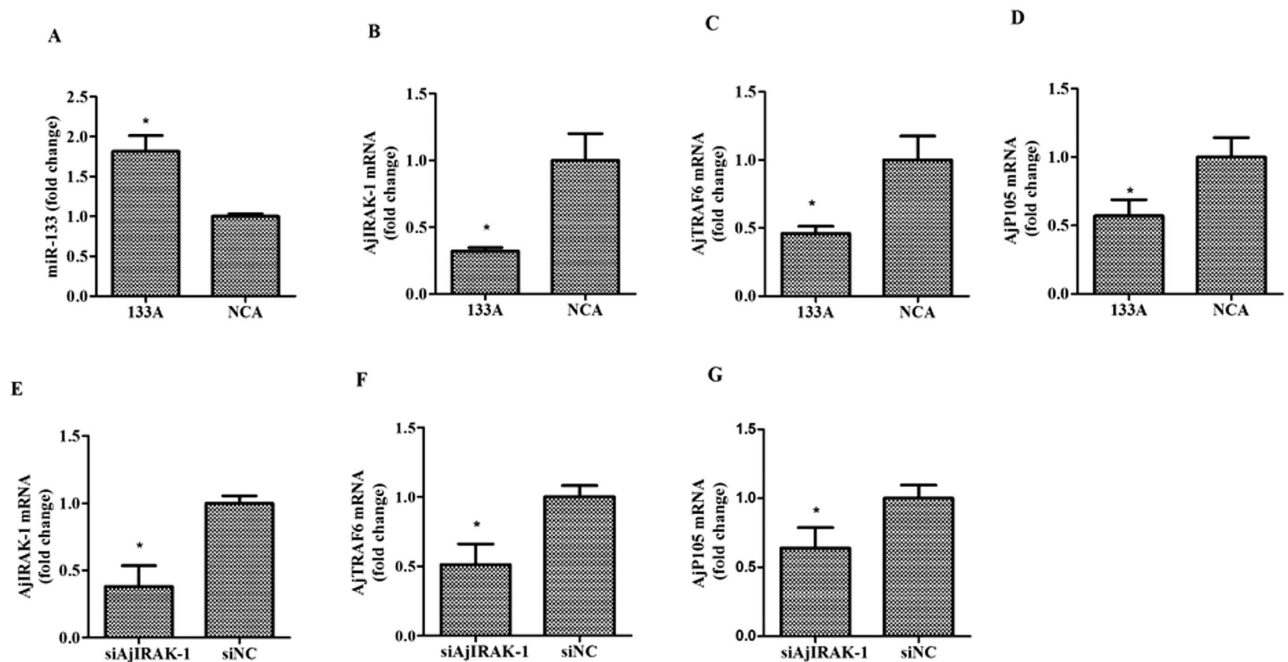 A
miR-133 (fold change)
2.5
2.0
1.5
1.0
0.5
0.0
*
133A NCA
B
AjIRAK-1 mRNA
(fold change)
1.5
1.0
0.5
0.0
*
133A NCA
C
AjTRAF6 mRNA
(fold change)
1.5
1.0
0.5
0.0
*
133A NCA
D
AjP105 mRNA
(fold change)
1.5
1.0
0.5
0.0
*
133A NCA
E
AjIRAK-1 mRNA
(fold change)
1.5
1.0
0.5
0.0
*
siAjIRAK-1 siNC
F
AjTRAF6 mRNA
(fold change)
1.5
1.0
0.5
0.0
*
siAjIRAK-1 siNC
G
AjP105 mRNA
(fold change)
1.5
1.0
0.5
0.0
*
siAjIRAK-1 siNC